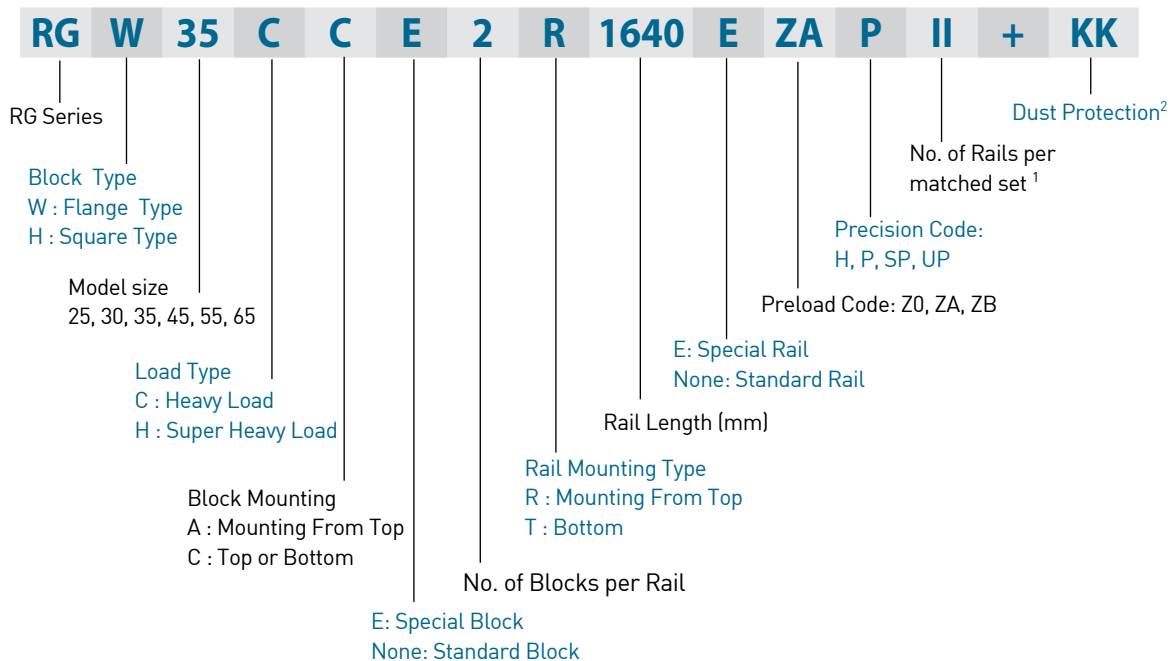 RG W 35 C C E 2 R 1640 E ZA P II + KK
RG Series
Dust Protection²
No. of Rails per
matched set ¹
Block Type
W : Flange Type
H : Square Type
Precision Code:
H, P, SP, UP
Model size
25, 30, 35, 45, 55, 65
Preload Code: Z0, ZA, ZB
E: Special Rail
None: Standard Rail
Load Type
C : Heavy Load
H : Super Heavy Load
Rail Length (mm)
Rail Mounting Type
R : Mounting From Top
T : Bottom
Block Mounting
A : Mounting From Top
C : Top or Bottom
No. of Blocks per Rail
E: Special Block
None: Standard Block